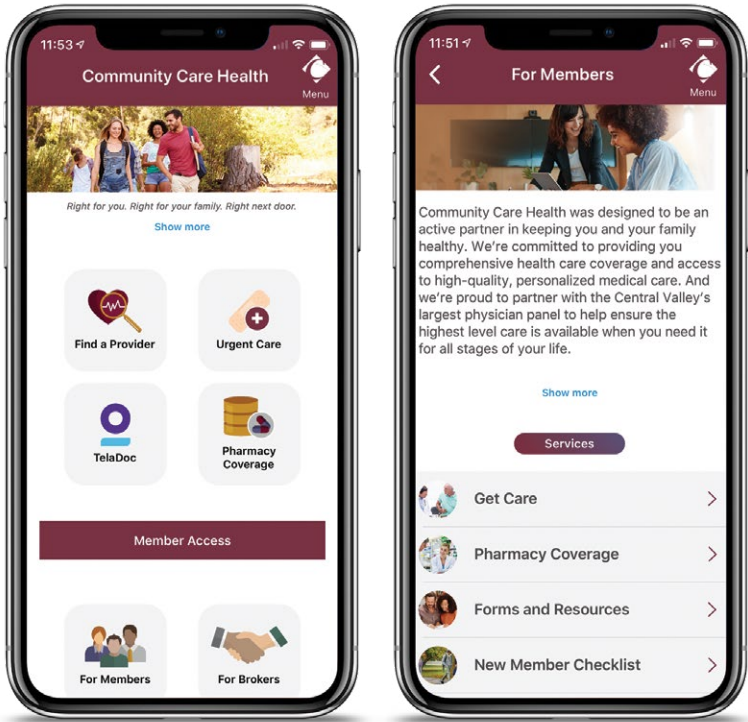 11:53
Community Care Health
Menu
Right for you. Right for your family. Right next door.
Show more
Find a Provider
Urgent Care
TelaDoc
Pharmacy
Coverage
Member Access
For Members
For Brokers
11:51
For Members
Menu
Community Care Health was designed to be an
active partner in keeping you and your family
healthy. We're committed to providing you
comprehensive health care coverage and access
to high-quality, personalized medical care. And
we're proud to partner with the Central Valley's
largest physician panel to help ensure the
highest level care is available when you need it
for all stages of your life.
Show more
Services
Get Care
Pharmacy Coverage
Forms and Resources
New Member Checklist